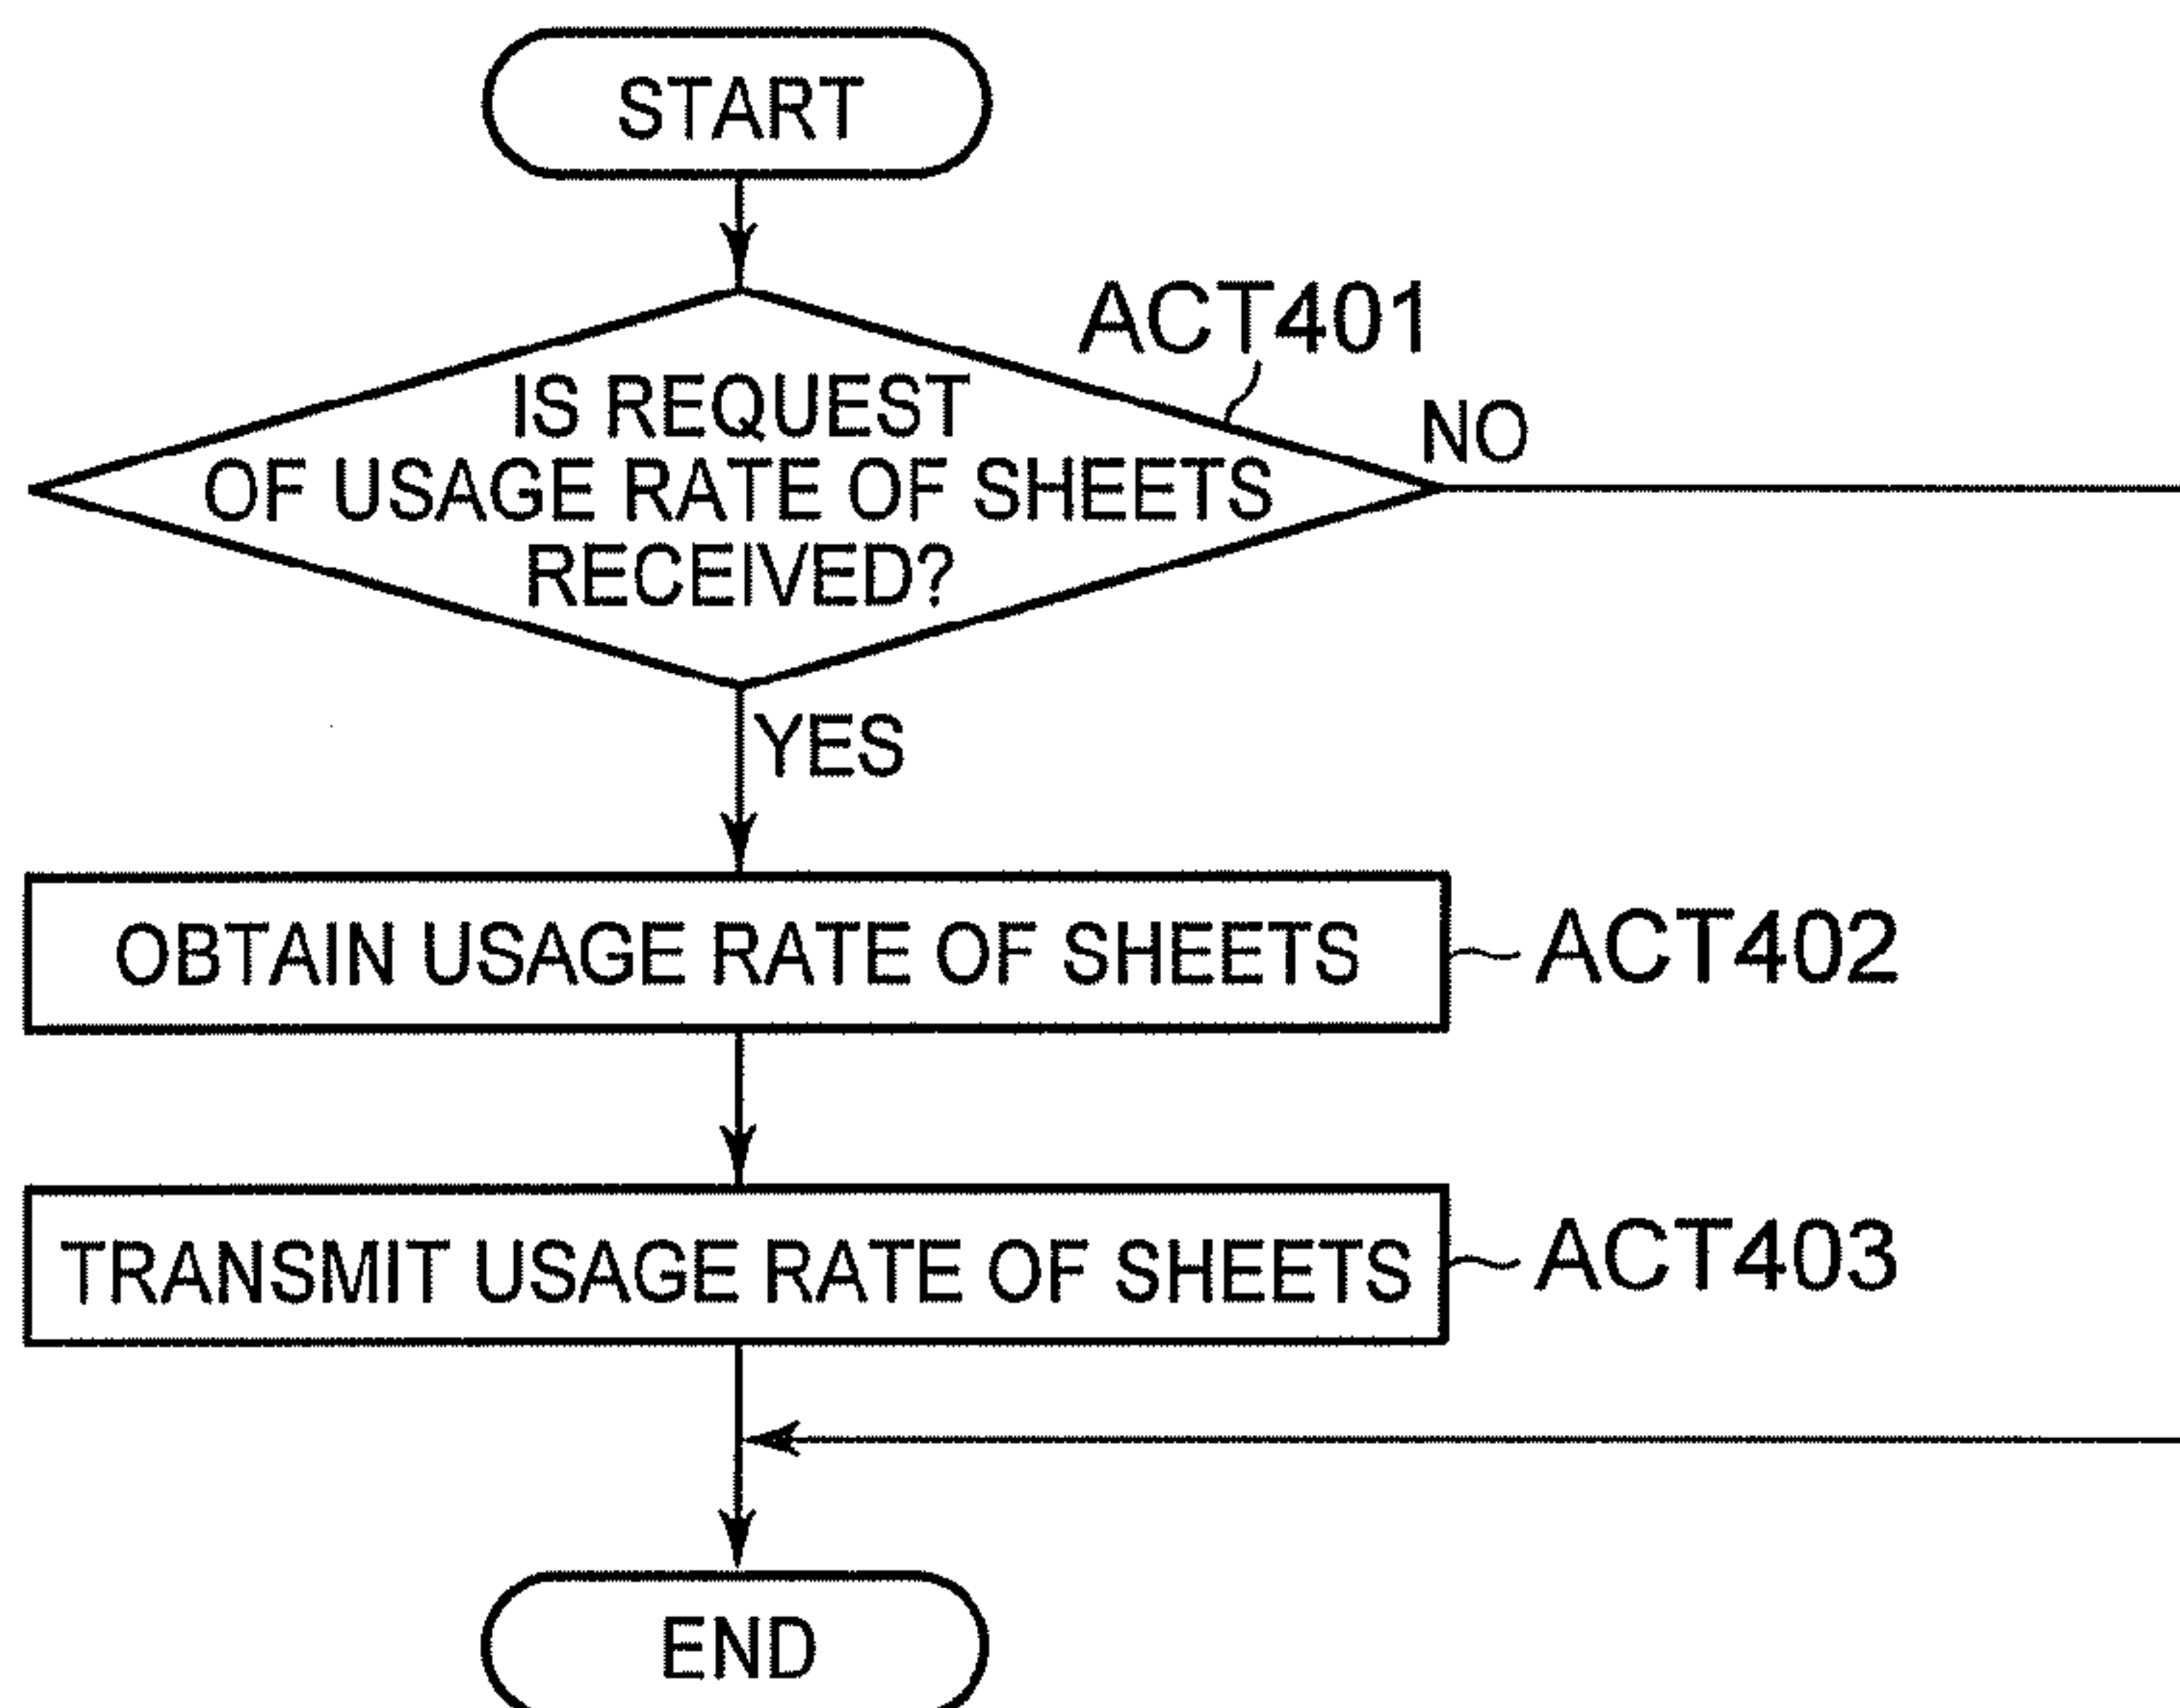 START
ACT401
IS REQUEST
OF USAGE RATE OF SHEETS
RECEIVED?
NO
YES
OBTAIN USAGE RATE OF SHEETS
ACT402
TRANSMIT USAGE RATE OF SHEETS
ACT403
END